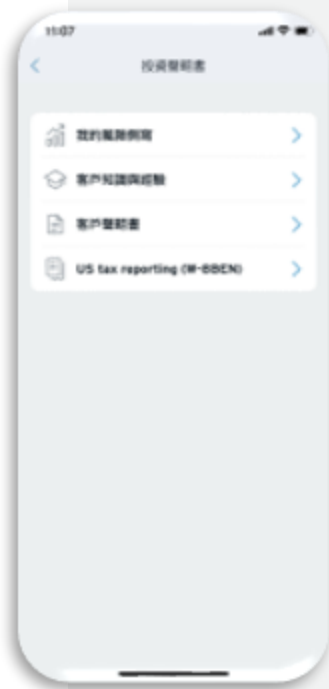 11:07
投資聲明書
我的風險側寫
客戶知識與經驗
客戶聲明書
US tax reporting (W-8BEN)